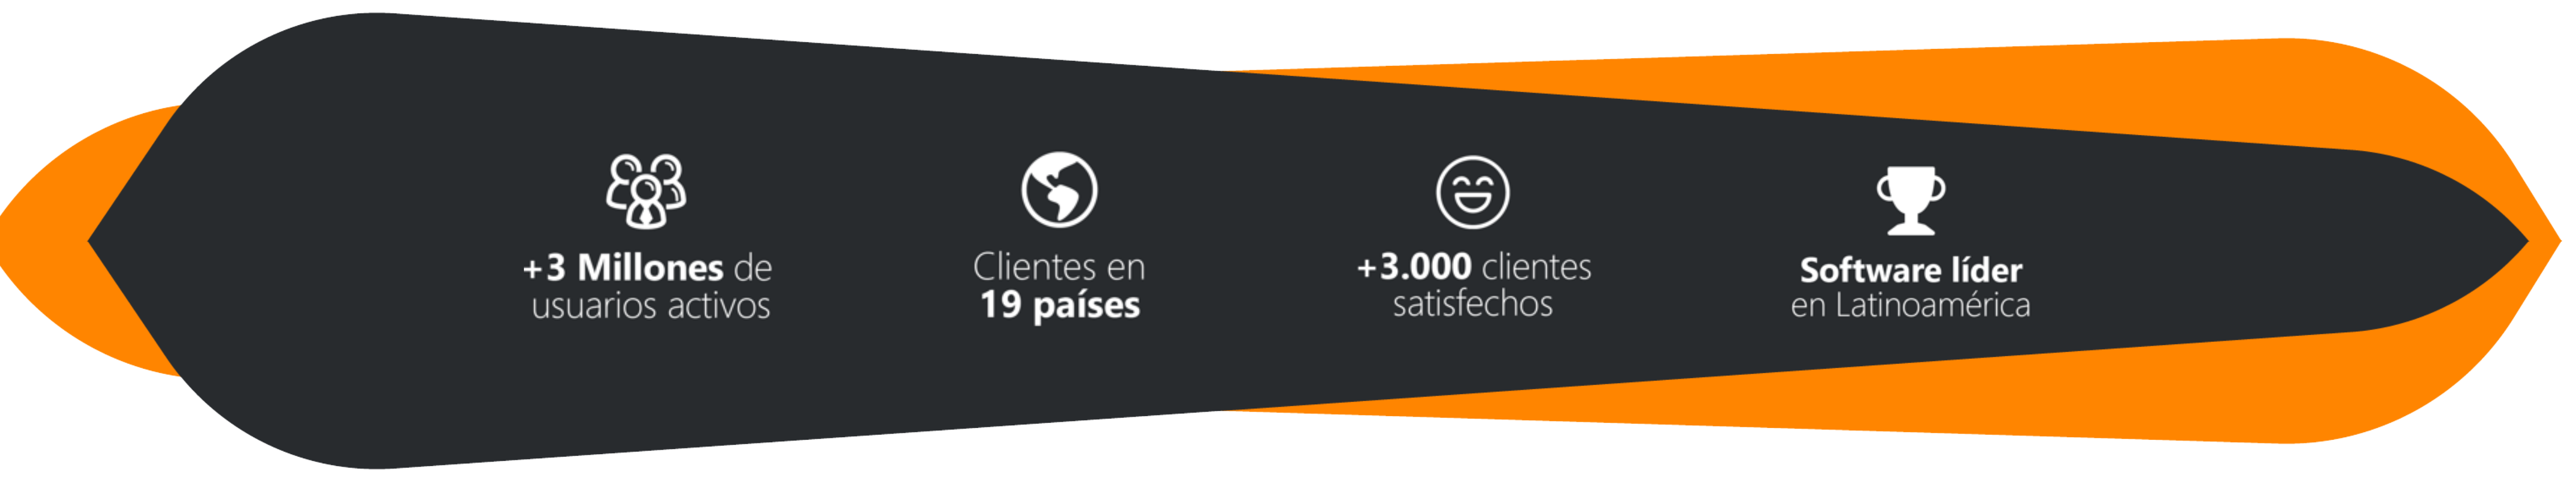 +3 Millones de
usuarios activos
Clientes en
19 países
+3.000 clientes
satisfechos
Software líder
en Latinoamérica